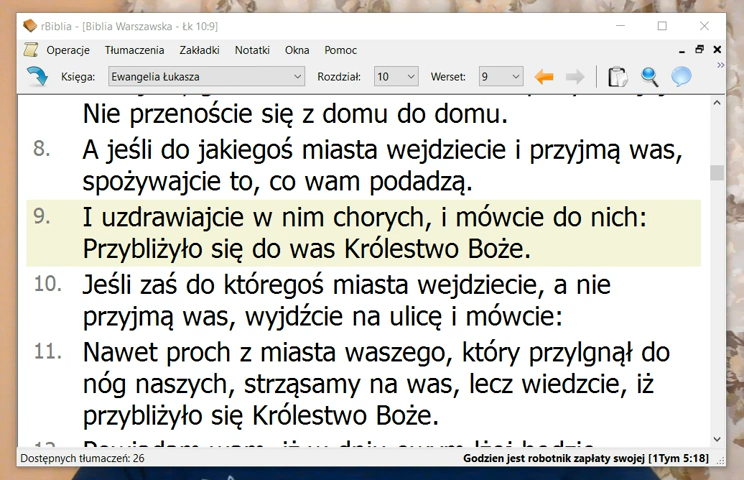 rBiblia - [Biblia Warszawska - Łk 10:9]
Operacje Tłumaczenia Zakładki Notatki Okna Pomoc
Księga: Ewangelia Łukasza Rozdział: 10 Werset: 9
Nie przenoście się z domu do domu.
8. A jeśli do jakiegoś miasta wejdziecie i przyjmą was,
spożywajcie to, co wam podadzą.
9. I uzdrawiajcie w nim chorych, i mówcie do nich:
Przybliżyło się do was Królestwo Boże.
10. Jeśli zaś do któregoś miasta wejdziecie, a nie
przyjmą was, wyjdźcie na ulicę i mówcie:
11. Nawet proch z miasta waszego, który przylgnął do
nóg naszych, strząsamy na was, lecz wiedzcie, iż
przybliżyło się Królestwo Boże.
Dostępnych tłumaczeń: 26 Godzien jest robotnik zapłaty swojej [1Tym 5:18]